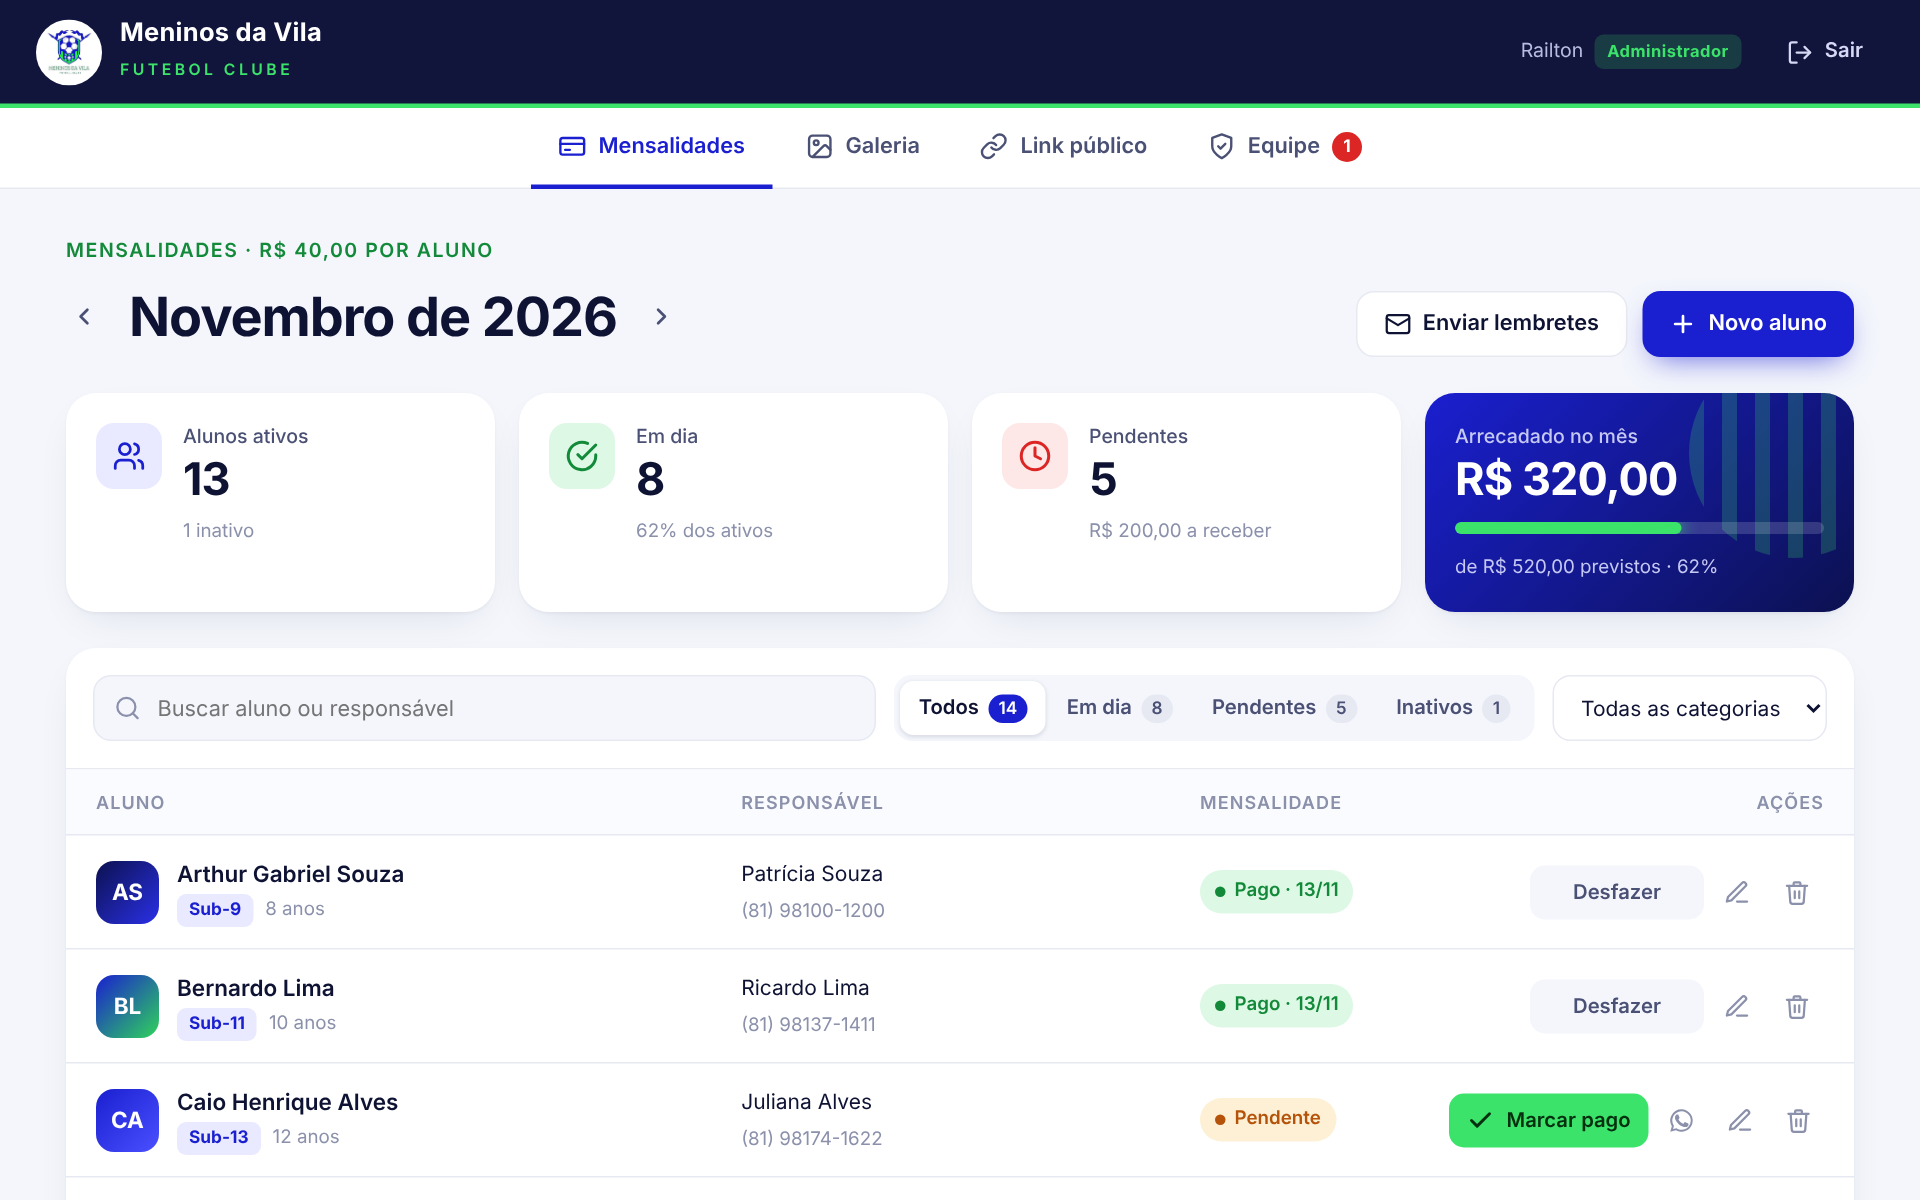 Meninos da Vila
FUTEBOL CLUBE
Railton
Administrador
Sair
Mensalidades
Galeria
Link público
Equipe 1
MENSALIDADES · R$ 40,00 POR ALUNO
Novembro de 2026
Enviar lembretes
Novo aluno
Alunos ativos
13
1 inativo
Em dia
8
62% dos ativos
Pendentes
5
R$ 200,00 a receber
Arrecadado no mês
R$ 320,00
de R$ 520,00 previstos · 62%
Buscar aluno ou responsável
Todos 14
Em dia 8
Pendentes 5
Inativos 1
Todas as categorias
ALUNO
RESPONSÁVEL
MENSALIDADE
AÇÕES
AS
Arthur Gabriel Souza
Sub-9 8 anos
Patrícia Souza
(81) 98100-1200
Pago · 13/11
Desfazer
BL
Bernardo Lima
Sub-11 10 anos
Ricardo Lima
(81) 98137-1411
Pago · 13/11
Desfazer
CA
Caio Henrique Alves
Sub-13 12 anos
Juliana Alves
(81) 98174-1622
Pendente
Marcar pago